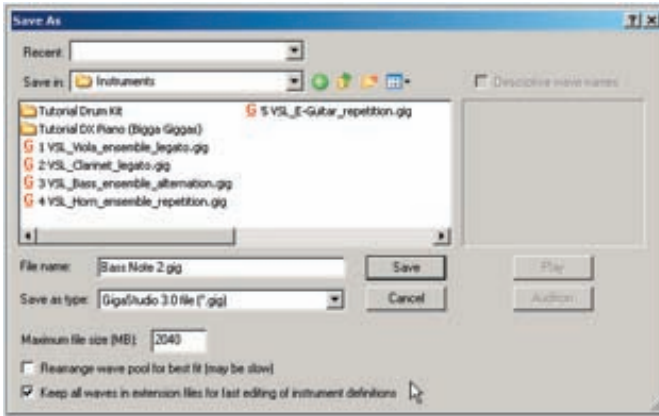 Save As
Recent:
Save in: Instruments
Descriptive wave names
Tutorial Drum Kit
Tutorial DX Piano (Bigga Giggas)
1 VSL_Viola_ensemble_legato.gig
2 VSL_Clarinet_legato.gig
3 VSL_Bass_ensemble_alternation.gig
4 VSL_Horn_ensemble_repetition.gig
5 VSL_E-Guitar_repetition.gig
File name: Bass Note 2.gig
Save
Play
Save as type: GigaStudio 3.0 file (*.gig)
Cancel
Audition
Maximum file size (MB): 2040
Rearrange wave pool for best fit (may be slow)
Keep all waves in extension files for fast editing of instrument definitions